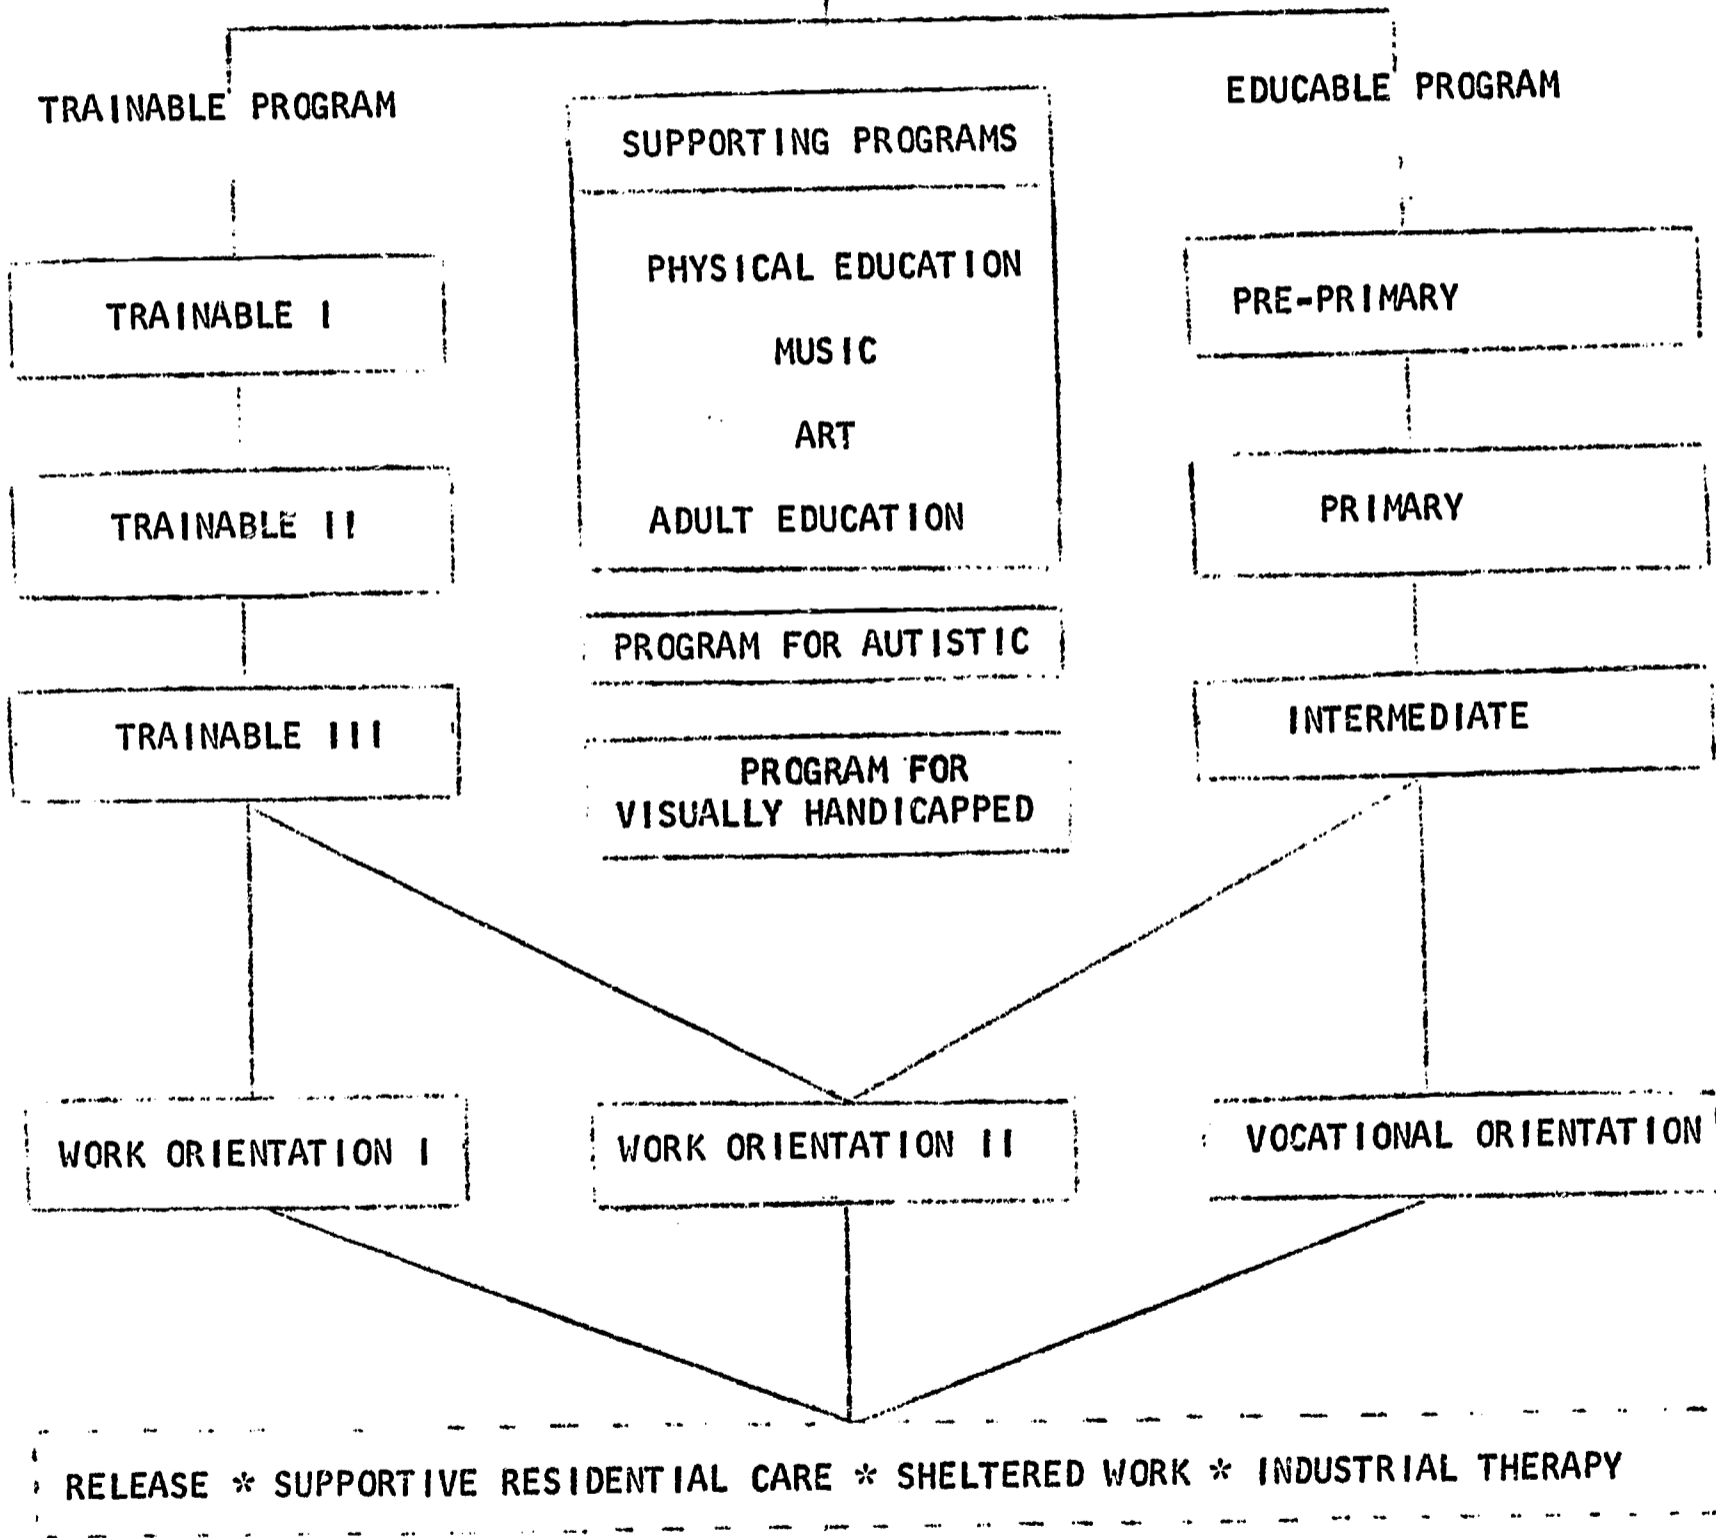 TRAINABLE PROGRAM
EDUCABLE PROGRAM
SUPPORTING PROGRAMS
PHYSICAL EDUCATION
MUSIC
ART
ADULT EDUCATION
PROGRAM FOR AUTISTIC
PROGRAM FOR
VISUALLY HANDICAPPED
TRAINABLE I
TRAINABLE II
TRAINABLE III
PRE-PRIMARY
PRIMARY
INTERMEDIATE
WORK ORIENTATION I
WORK ORIENTATION II
VOCATIONAL ORIENTATION
RELEASE * SUPPORTIVE RESIDENTIAL CARE * SHELTERED WORK * INDUSTRIAL THERAPY